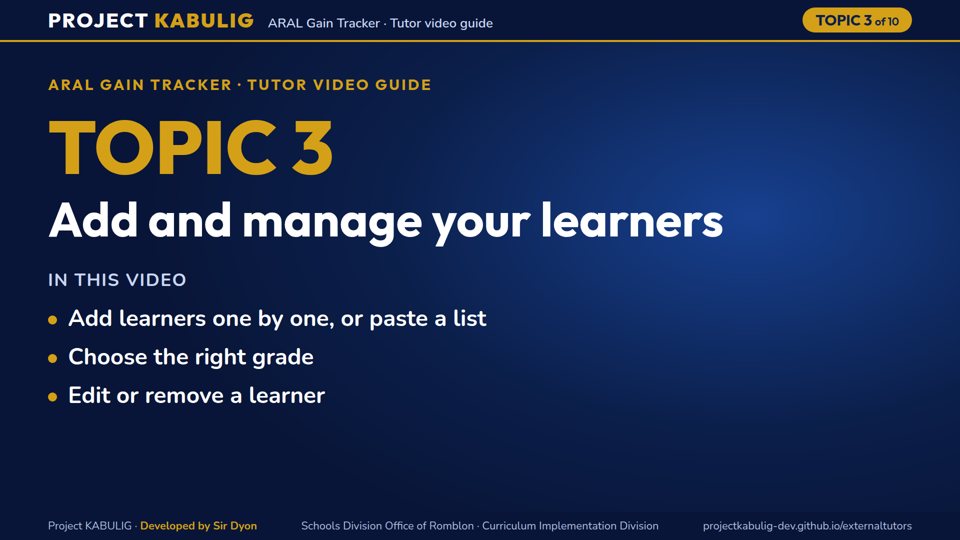 PROJECT KABULIG ARAL Gain Tracker · Tutor video guide TOPIC 3 of 10
ARAL GAIN TRACKER · TUTOR VIDEO GUIDE
TOPIC 3
Add and manage your learners
IN THIS VIDEO
Add learners one by one, or paste a list
Choose the right grade
Edit or remove a learner
Project KABULIG · Developed by Sir Dyon Schools Division Office of Romblon · Curriculum Implementation Division projectkabulig-dev.github.io/externaltutors